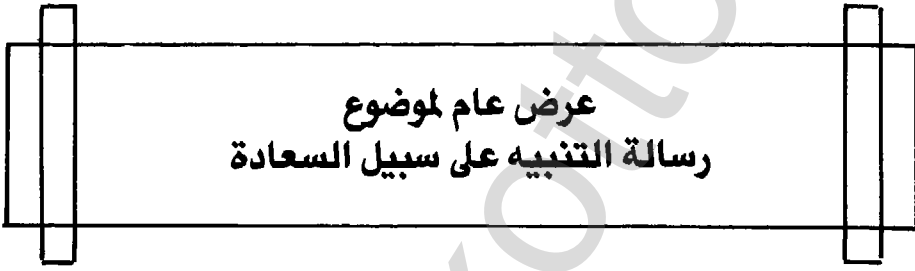 عرض عام لموضوع
رسالة التنبيه على سبيل السعادة